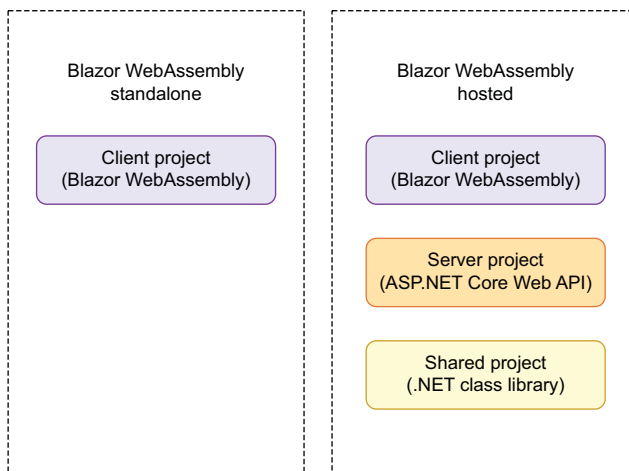 Blazor WebAssembly
standalone
Client project
(Blazor WebAssembly)
Blazor WebAssembly
hosted
Client project
(Blazor WebAssembly)
Server project
(ASP.NET Core Web API)
Shared project
(.NET class library)